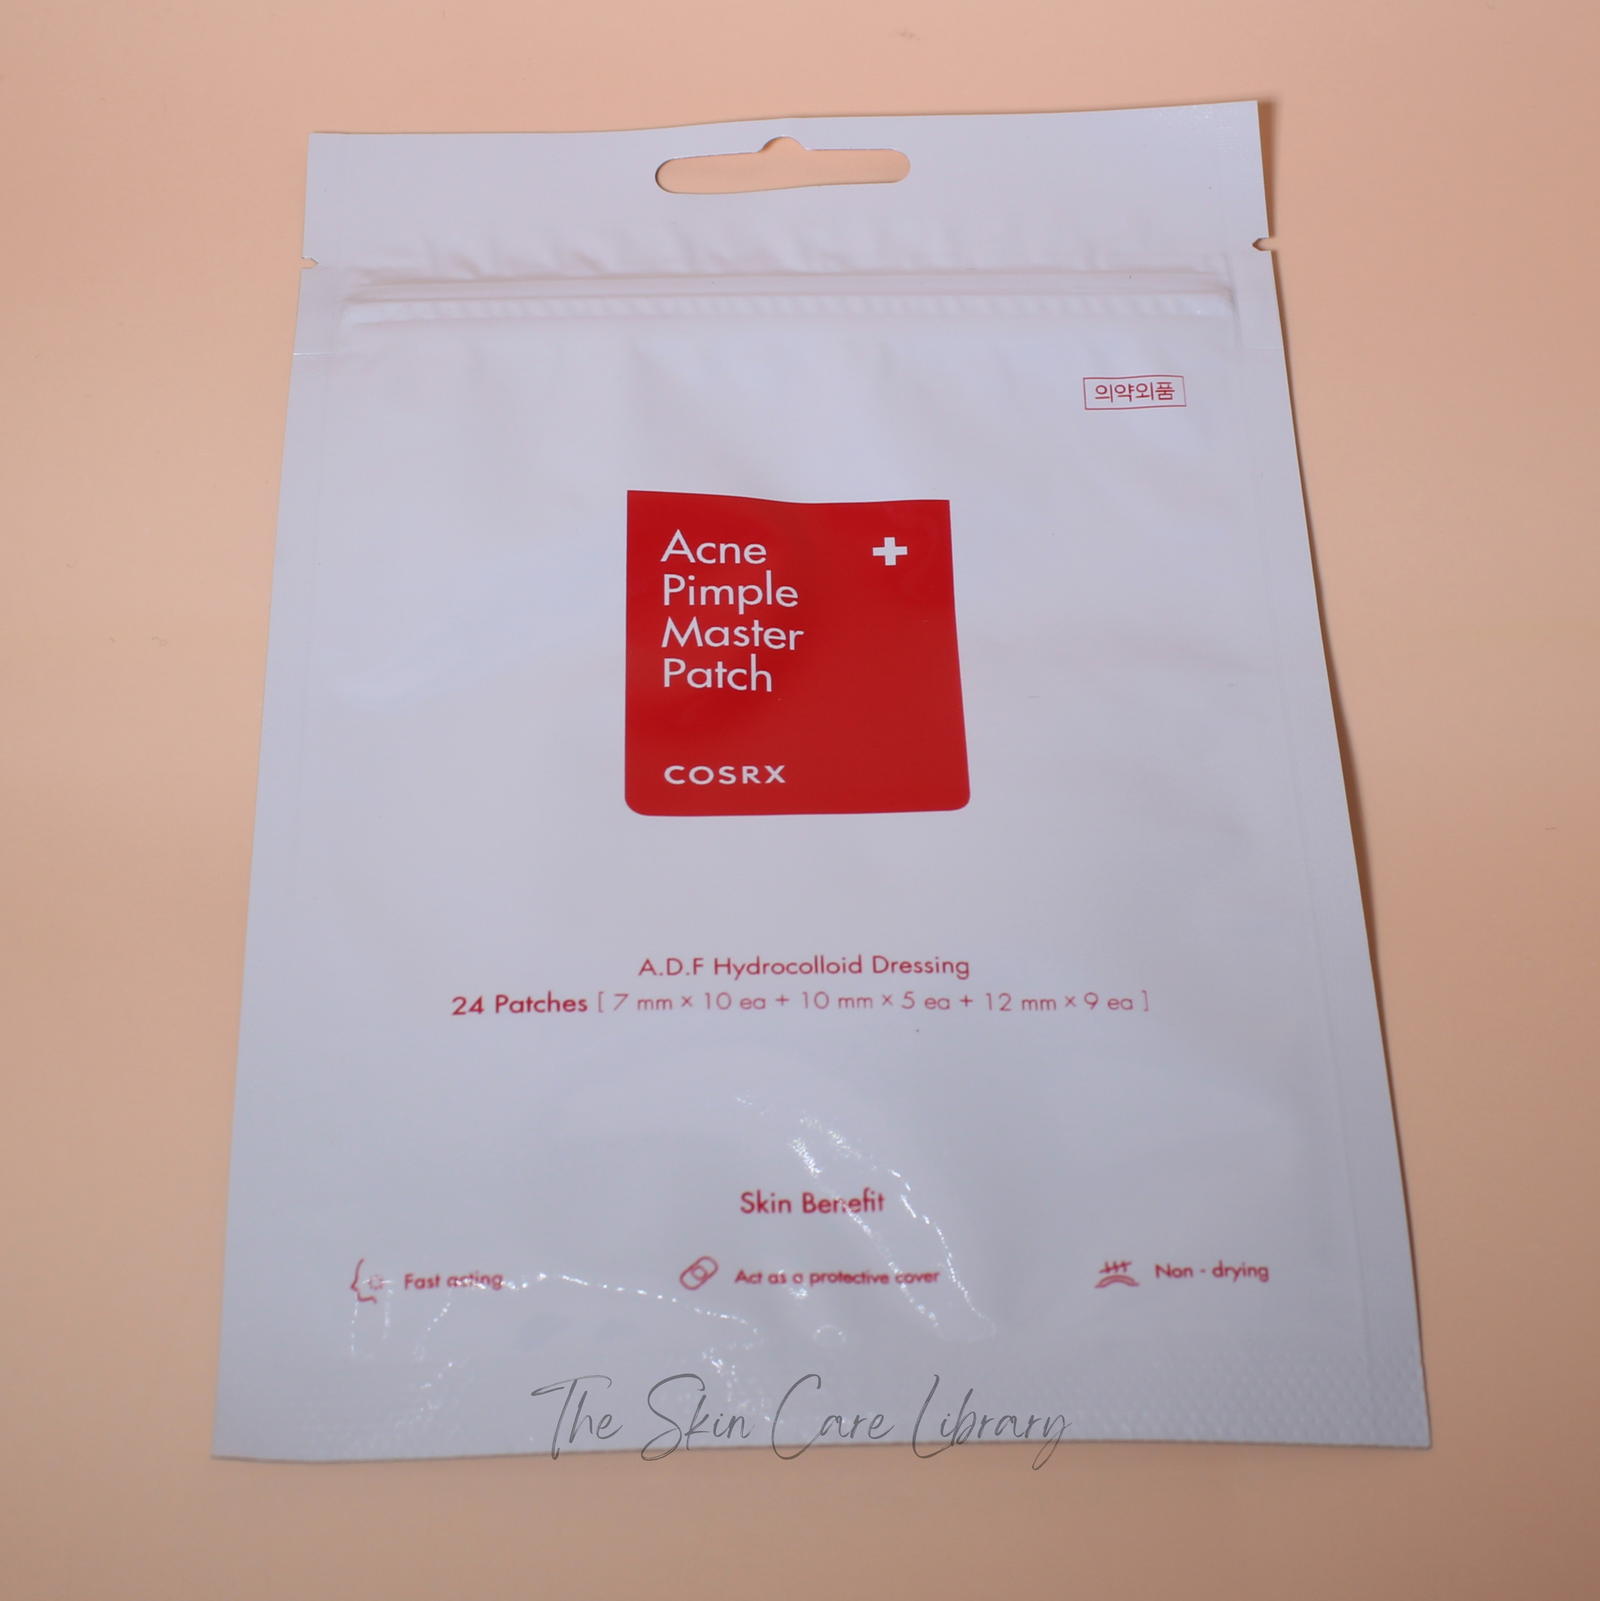 의약외품
Acne
Pimple
Master
Patch
COSRX
A.D.F Hydrocolloid Dressing
24 Patches [ 7 mm × 10 ea + 10 mm × 5 ea + 12 mm × 9 ea ]
Skin Benefit
Fast acting
Act as a protective cover
Non - drying
The Skin Care Library